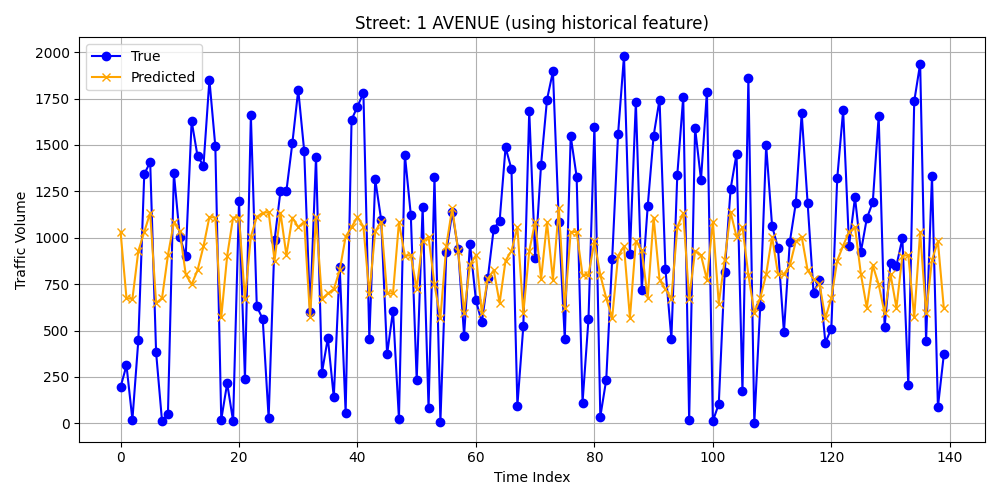 Street: 1 AVENUE (using historical feature)
True
Predicted
Traffic Volume
2000
1750
1500
1250
1000
750
500
250
0
0 20 40 60 80 100 120 140
Time Index